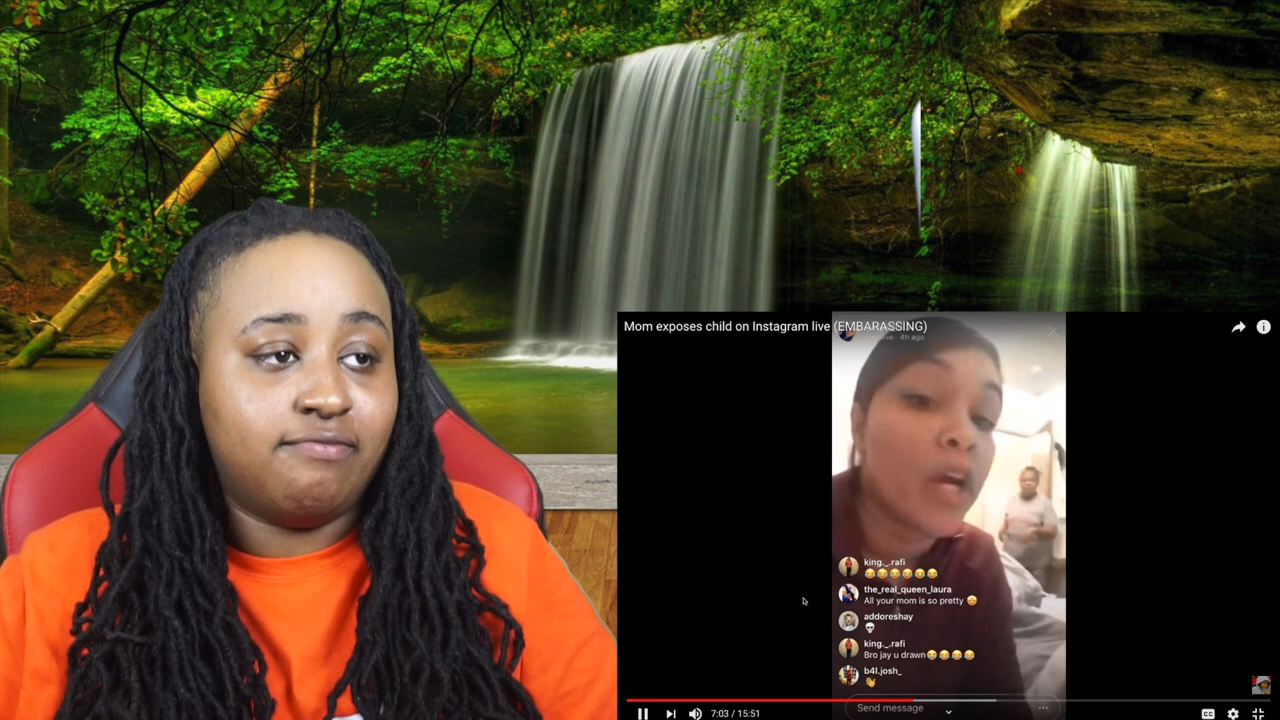 Mom exposes child on Instagram live (EMBARASSING)
4h ago
king._.rafi
😂😂😂😂😂😂
the_real_queen_laura
All your mom is so pretty 🤩
addoreshay
💀
king._.rafi
Bro jay u drawn😂😂😂😂
b4l.josh_
👏
Send message
7:03 / 15:51
CC